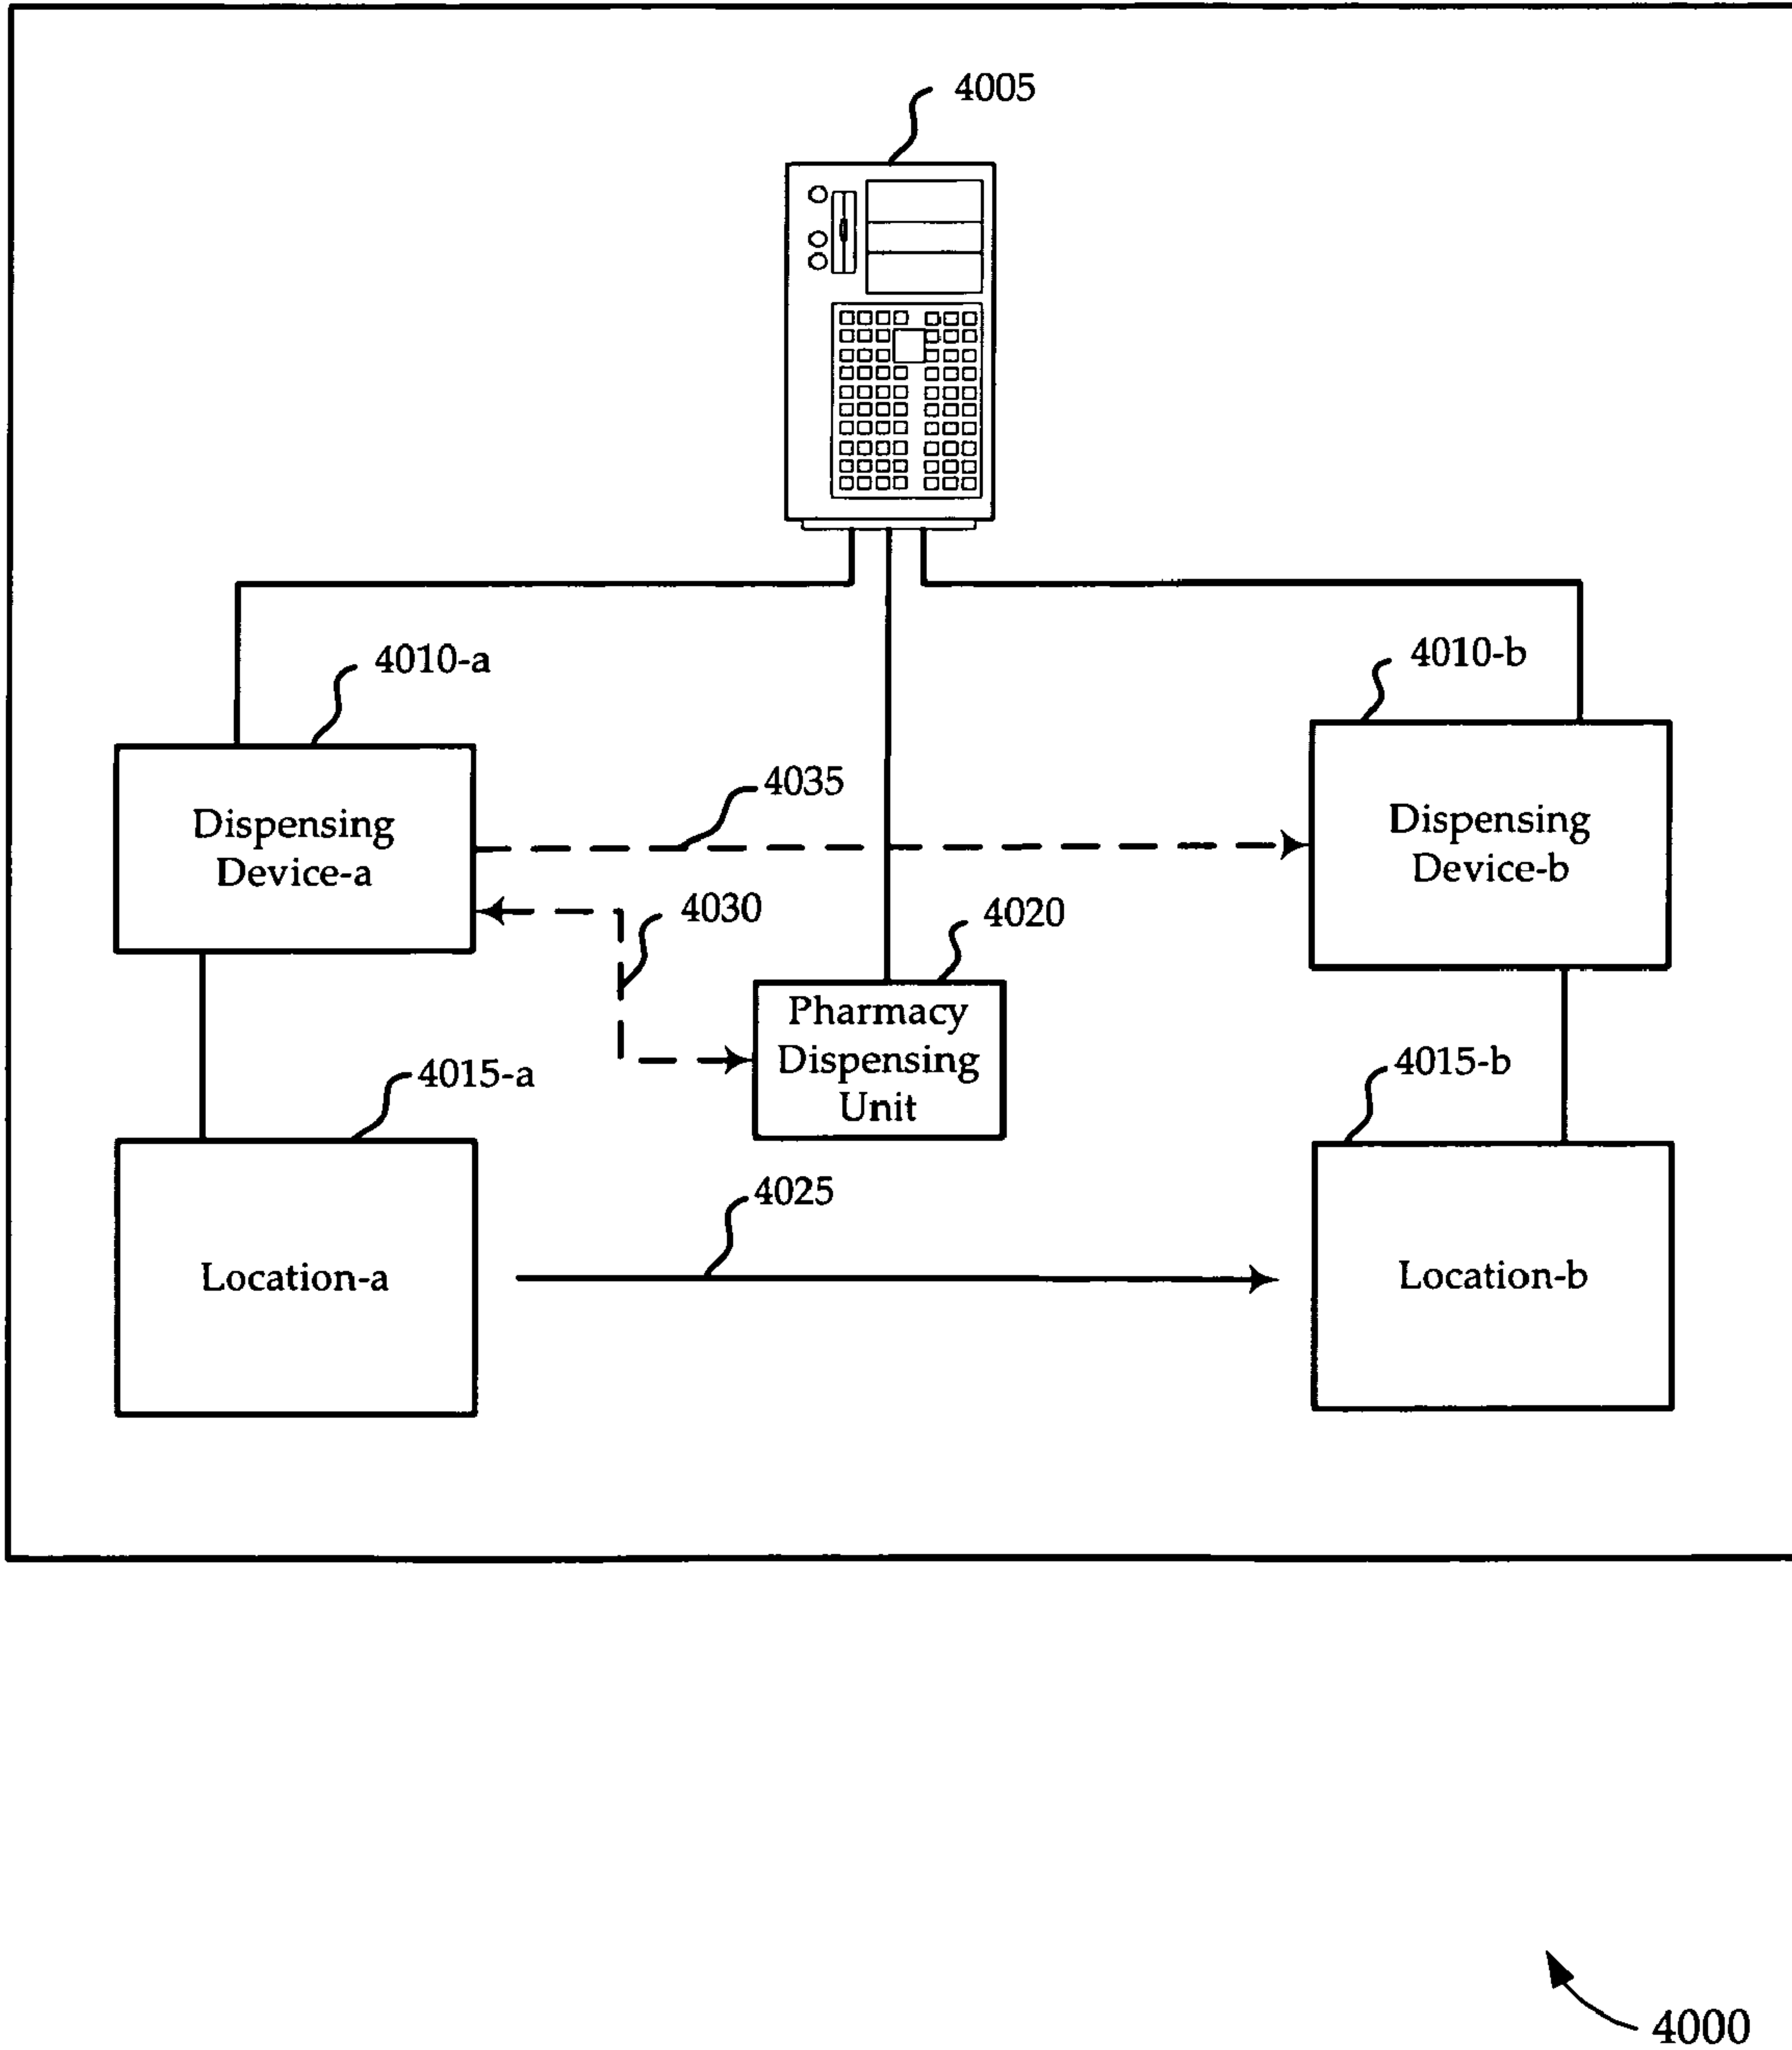 4005
4010-a
4010-b
Dispensing
Device-a
4035
Dispensing
Device-b
4030
4020
Pharmacy
Dispensing
Unit
4015-a
4015-b
4025
Location-a
Location-b
4000